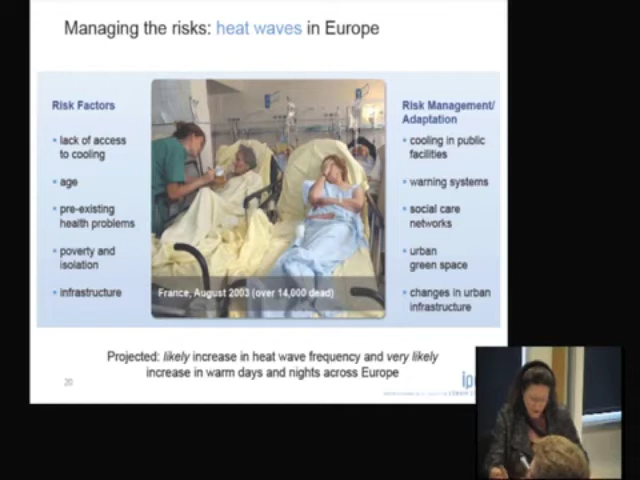 Managing the risks: heat waves in Europe
Risk Factors
• lack of access
to cooling
• age
• pre-existing
health problems
• poverty and
isolation
• infrastructure
France, August 2003 (over 14,000 dead)
Risk Management/
Adaptation
• cooling in public
facilities
• warning systems
• social care
networks
• urban
green space
• changes in urban
infrastructure
Projected: likely increase in heat wave frequency and very likely
increase in warm days and nights across Europe
20